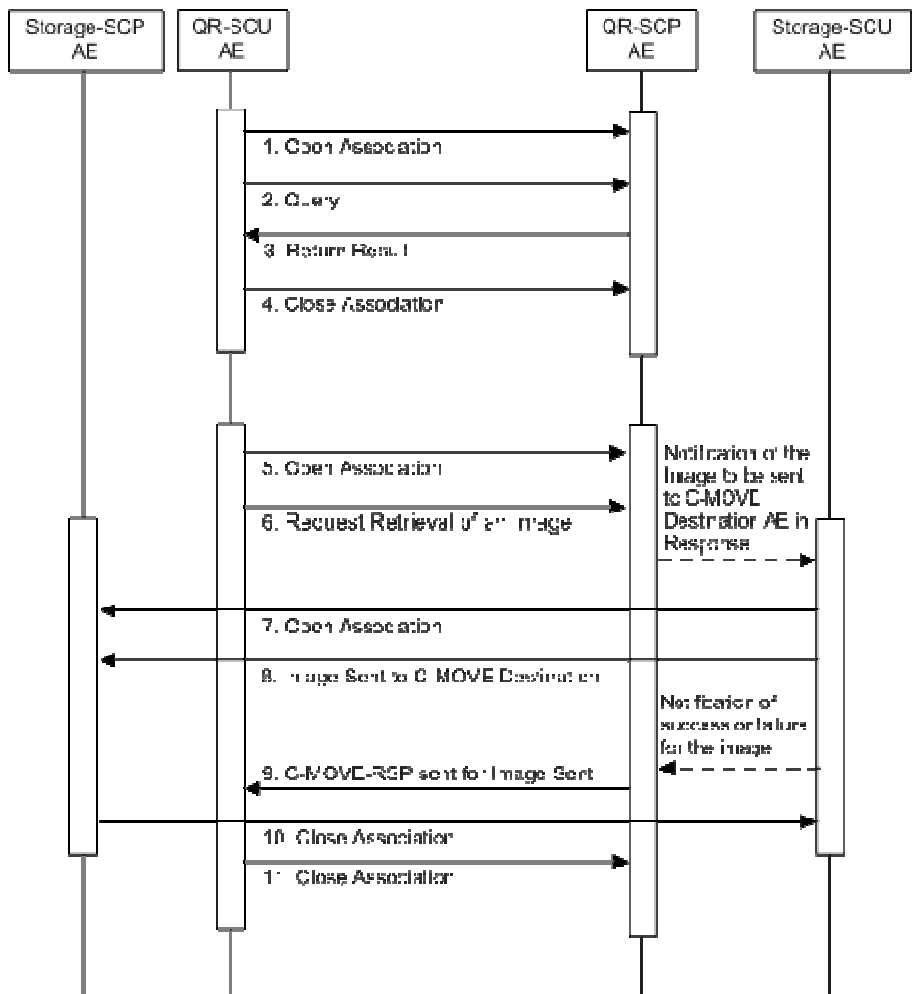 Storage-SCP
AE
QR-SCU
AE
QR-SCP
AE
Storage-SCU
AE
1. Open Association
2. Query
3. Return Result
4. Close Association
5. Open Association
Notification of the
Image to be sent
to C-MOVE
Destination AE in
Response
6. Request Retrieval of an Image
7. Open Association
8. Image Sent to C-MOVE Destination
Notification of
success or failure
for the image
9. C-MOVE-RSP sent for Image Sent
10. Close Association
11. Close Association